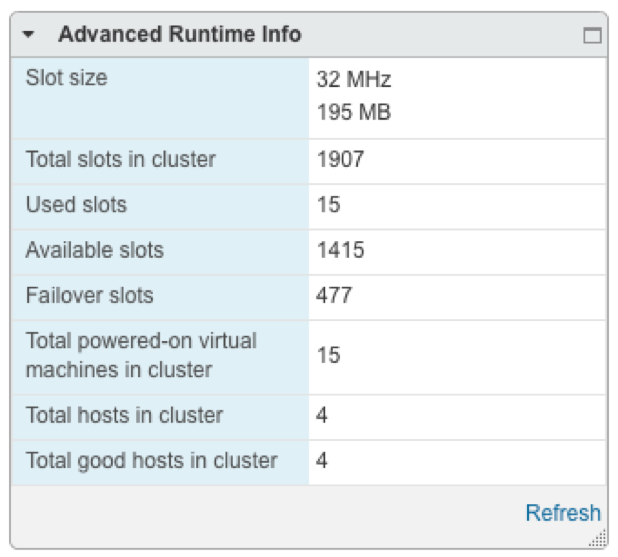 Advanced Runtime Info
Slot size 32 MHz
195 MB
Total slots in cluster 1907
Used slots 15
Available slots 1415
Failover slots 477
Total powered-on virtual
machines in cluster 15
Total hosts in cluster 4
Total good hosts in cluster 4
Refresh